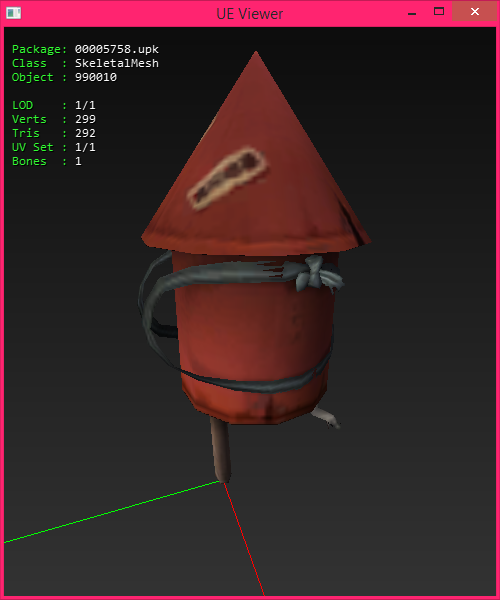 UE Viewer
Package: 00005758.upk
Class  : SkeletalMesh
Object : 990010
LOD    : 1/1
Verts  : 299
Tris   : 292
UV Set : 1/1
Bones  : 1